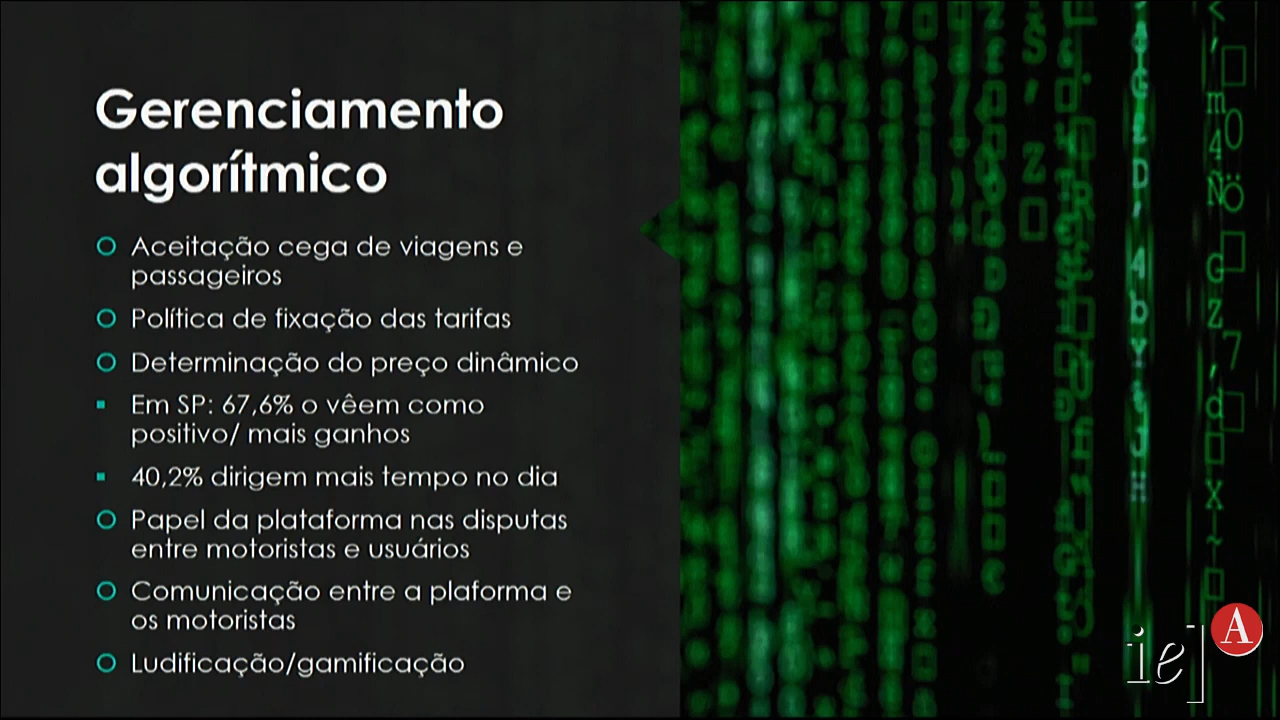 Gerenciamento
algorítmico
Aceitação cega de viagens e
passageiros
Política de fixação das tarifas
Determinação do preço dinâmico
Em SP: 67,6% o vêem como
positivo/ mais ganhos
40,2% dirigem mais tempo no dia
Papel da plataforma nas disputas
entre motoristas e usuários
Comunicação entre a plaforma e
os motoristas
Ludificação/gamificação
ie] A